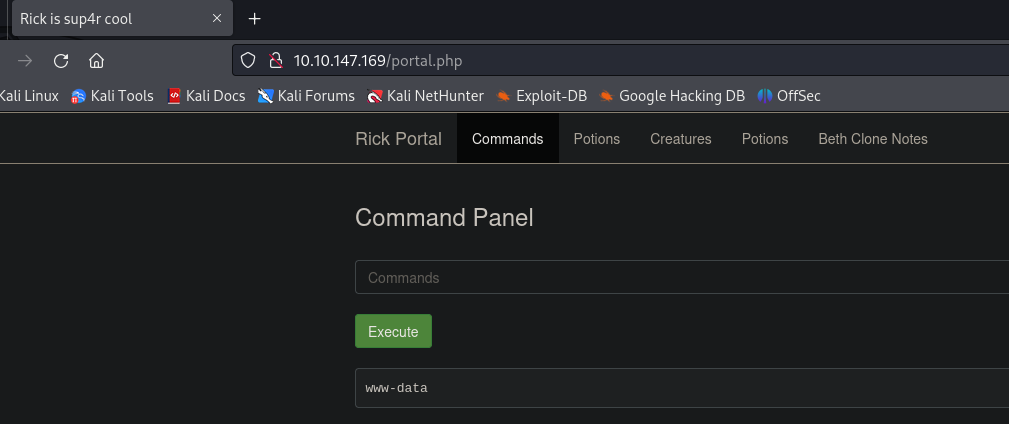 Rick is sup4r cool
10.10.147.169/portal.php
Kali Linux Kali Tools Kali Docs Kali Forums Kali NetHunter Exploit-DB Google Hacking DB OffSec
Rick Portal Commands Potions Creatures Potions Beth Clone Notes
Command Panel
Commands
Execute
www-data